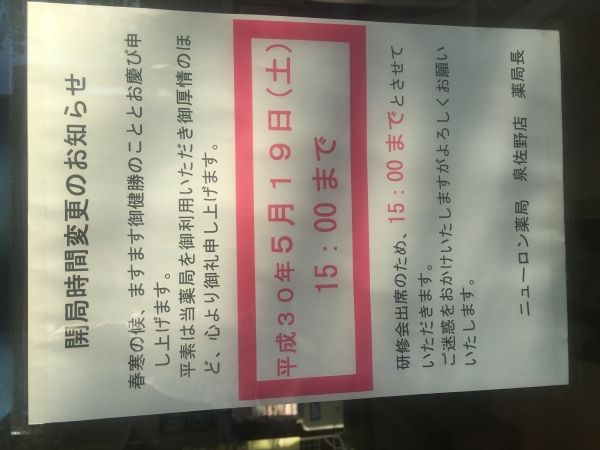 開局時間変更のお知らせ
春寒の候、ますます御健勝のこととお慶び申
し上げます。
平素は当薬局を御利用いただき御厚情のほ
ど、心より御礼申し上げます。
平成30年5月19日(土)
15:00まで
研修会出席のため、15:00までとさせて
いただきます。
ご迷惑をおかけいたしますがよろしくお願い
いたします。
ニューロン薬局 泉佐野店 薬局長